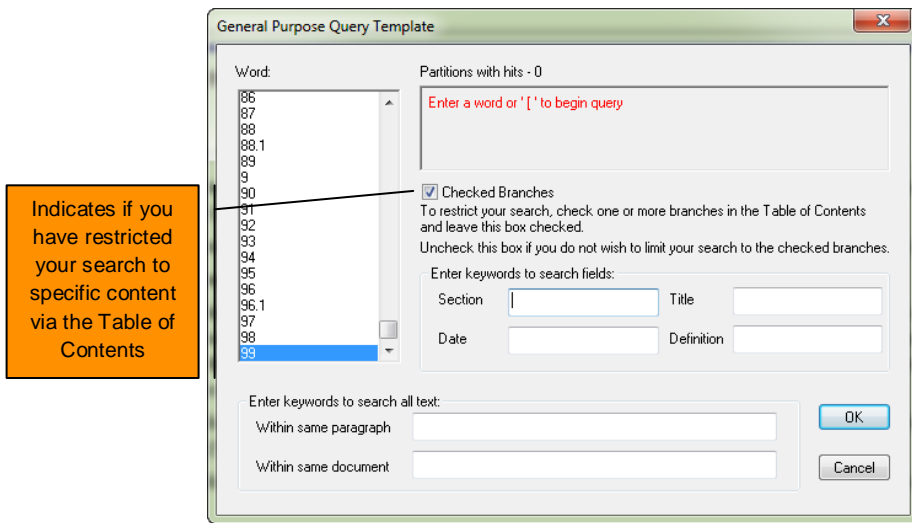 General Purpose Query Template
Word:
86
87
88
88.1
89
9
90
91
92
93
94
95
96
96.1
97
98
99
Partitions with hits - 0
Enter a word or ' [ ' to begin query
Checked Branches
To restrict your search, check one or more branches in the Table of Contents
and leave this box checked.
Uncheck this box if you do not wish to limit your search to the checked branches.
Enter keywords to search fields:
Section
Title
Date
Definition
Enter keywords to search all text:
Within same paragraph
Within same document
OK
Cancel
Indicates if you
have restricted
your search to
specific content
via the Table of
Contents